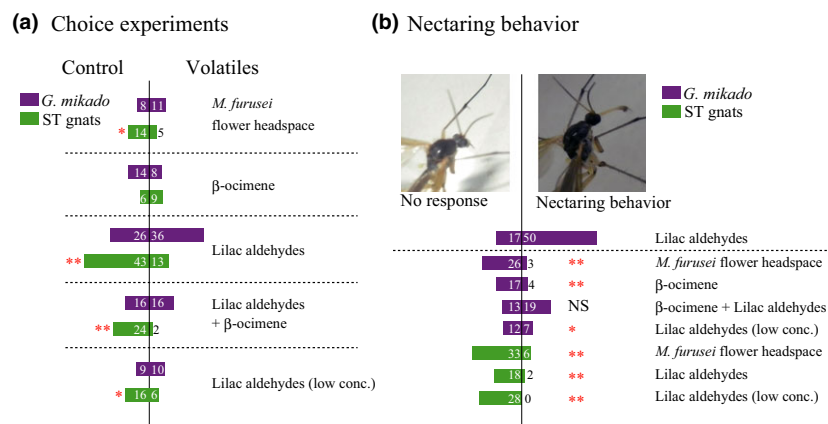 (a) Choice experiments
Control Volatiles
G. mikado
ST gnats
8 11 M. furusei
* 14 5 flower headspace
14 8 β-ocimene
6 9
26 36 Lilac aldehydes
** 43 13
16 16 Lilac aldehydes
** 24 2 + β-ocimene
9 10 Lilac aldehydes (low conc.)
* 16 6
(b) Nectaring behavior
G. mikado
ST gnats
No response Nectaring behavior
17 50 Lilac aldehydes
26 3 ** M. furusei flower headspace
17 4 ** β-ocimene
13 19 NS β-ocimene + Lilac aldehydes
12 7 * Lilac aldehydes (low conc.)
33 6 ** M. furusei flower headspace
18 2 ** Lilac aldehydes
28 0 ** Lilac aldehydes (low conc.)